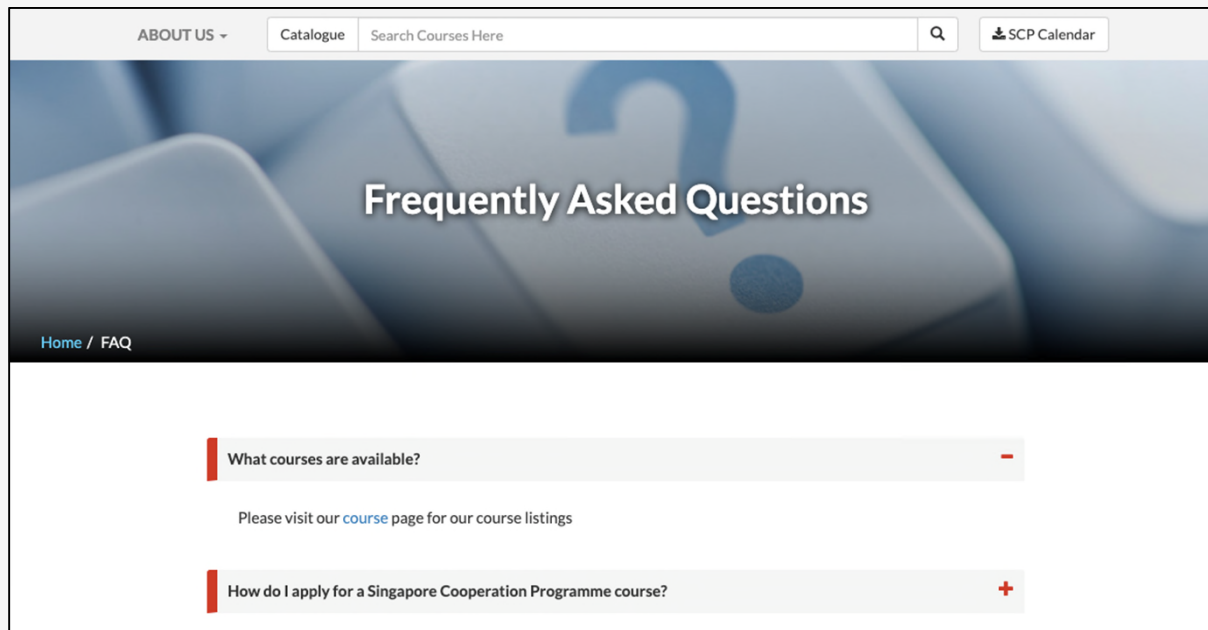 ABOUT US
Catalogue
Search Courses Here
SCP Calendar
?
Frequently Asked Questions
Home / FAQ
What courses are available?
Please visit our course page for our course listings
How do I apply for a Singapore Cooperation Programme course?